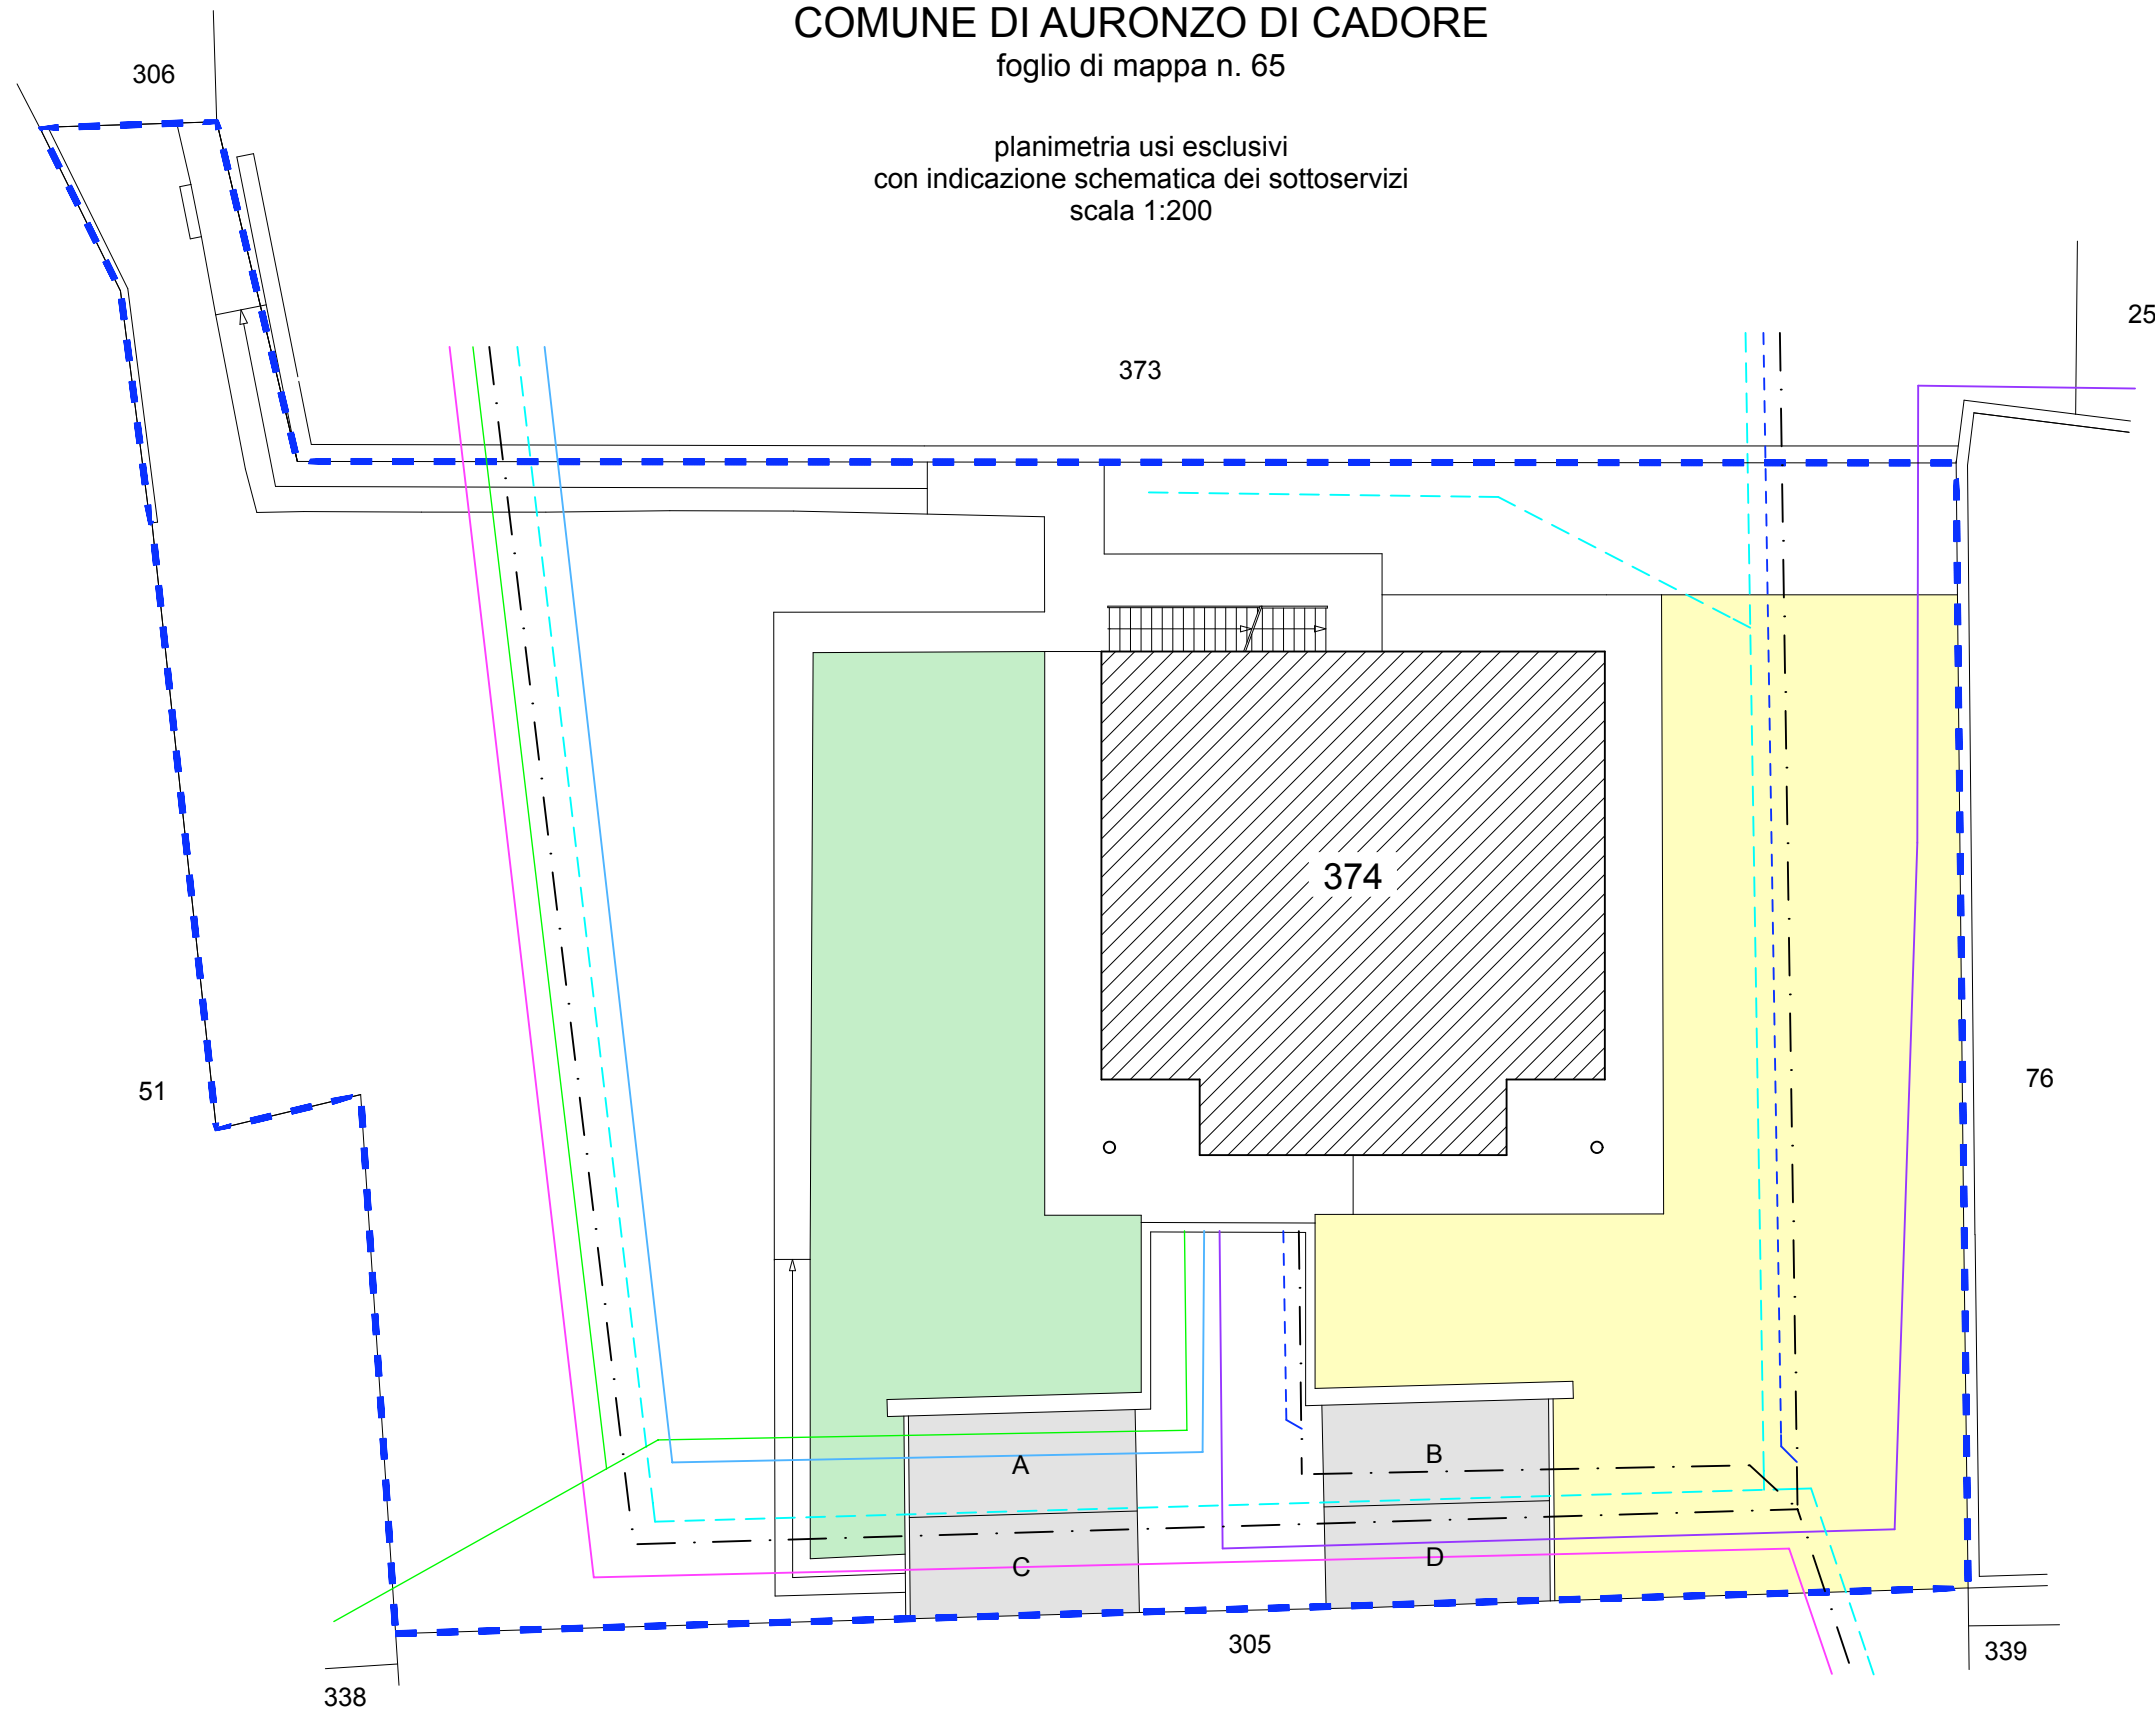 COMUNE DI AURONZO DI CADORE
foglio di mappa n. 65
306
planimetria usi esclusivi
con indicazione schematica dei sottoservizi
scala 1:200
25
373
374
51
76
A
B
C
D
305
339
338